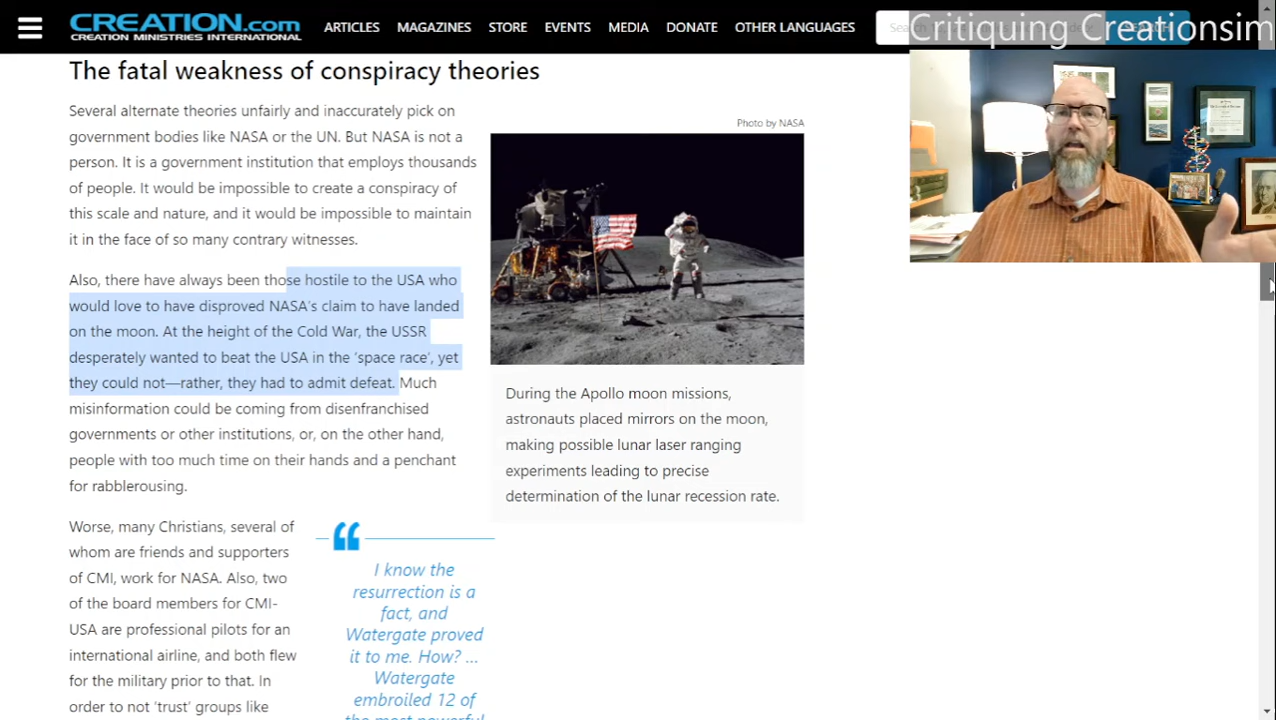 CREATION.com
CREATION MINISTRIES INTERNATIONAL
ARTICLES
MAGAZINES
STORE
EVENTS
MEDIA
DONATE
OTHER LANGUAGES
Critiquing Creationsim
The fatal weakness of conspiracy theories
Several alternate theories unfairly and inaccurately pick on
government bodies like NASA or the UN. But NASA is not a
person. It is a government institution that employs thousands
of people. It would be impossible to create a conspiracy of
this scale and nature, and it would be impossible to maintain
it in the face of so many contrary witnesses.
Also, there have always been those hostile to the USA who
would love to have disproved NASA's claim to have landed
on the moon. At the height of the Cold War, the USSR
desperately wanted to beat the USA in the 'space race', yet
they could not—rather, they had to admit defeat. Much
misinformation could be coming from disenfranchised
governments or other institutions, or, on the other hand,
people with too much time on their hands and a penchant
for rabblerousing.
Worse, many Christians, several of
whom are friends and supporters
of CMI, work for NASA. Also, two
of the board members for CMI-
USA are professional pilots for an
international airline, and both flew
for the military prior to that. In
order to not 'trust' groups like
Photo by NASA
During the Apollo moon missions,
astronauts placed mirrors on the moon,
making possible lunar laser ranging
experiments leading to precise
determination of the lunar recession rate.
“
I know the
resurrection is a
fact, and
Watergate proved
it to me. How? ...
Watergate
embroiled 12 of
the most powerful